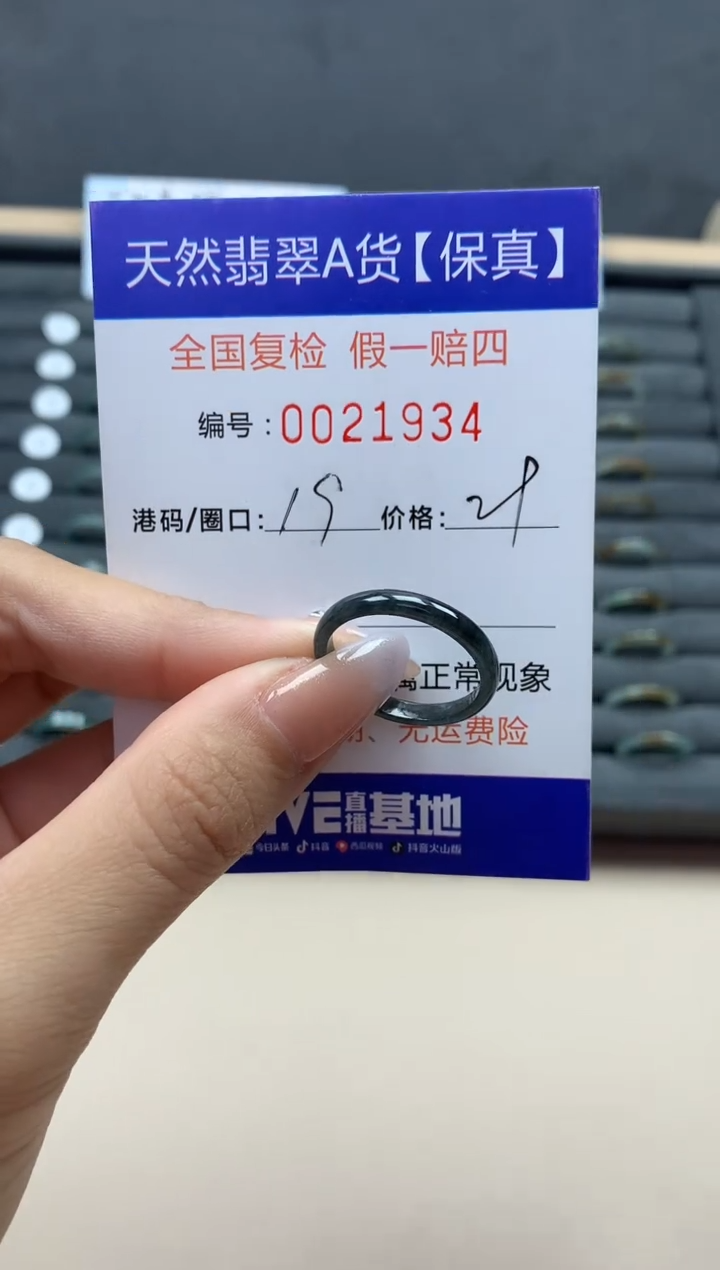 天然翡翠A货【保真】
全国复检 假一赔四
编号：0021934
港码/圈口： 价格：
属正常现象
、无运费险
VE直播基地
今日头条 抖音 西瓜视频 抖音火山版